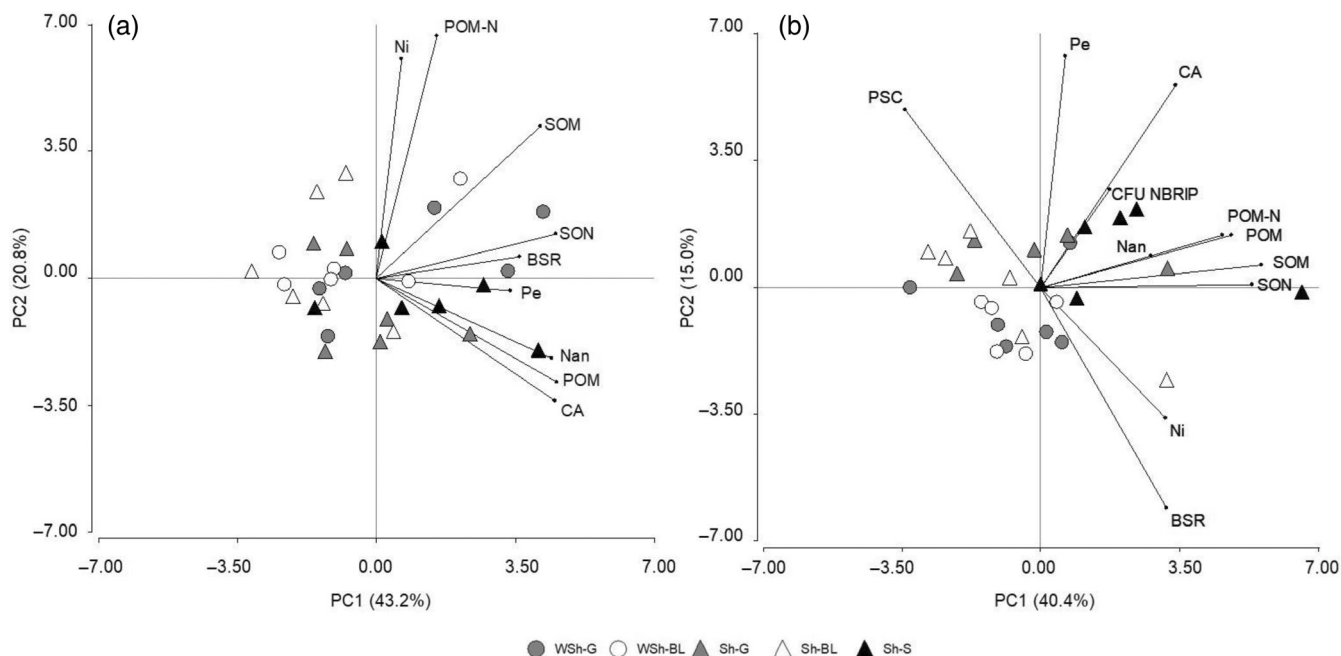 (a)
7.00
3.50
0.00
–3.50
–7.00
PC2 (20.8%)
Ni
POM-N
SOM
SON
BSR
Pe
Nan
POM
CA
–7.00
–3.50
0.00
3.50
7.00
PC1 (43.2%)
(b)
7.00
3.50
0.00
–3.50
–7.00
PC2 (15.0%)
PSC
Pe
CA
CFU NBRIP
POM-N
Nan
POM
SOM
SON
Ni
BSR
–7.00
–3.50
0.00
3.50
7.00
PC1 (40.4%)
WSh-G WSh-BL Sh-G Sh-BL Sh-S